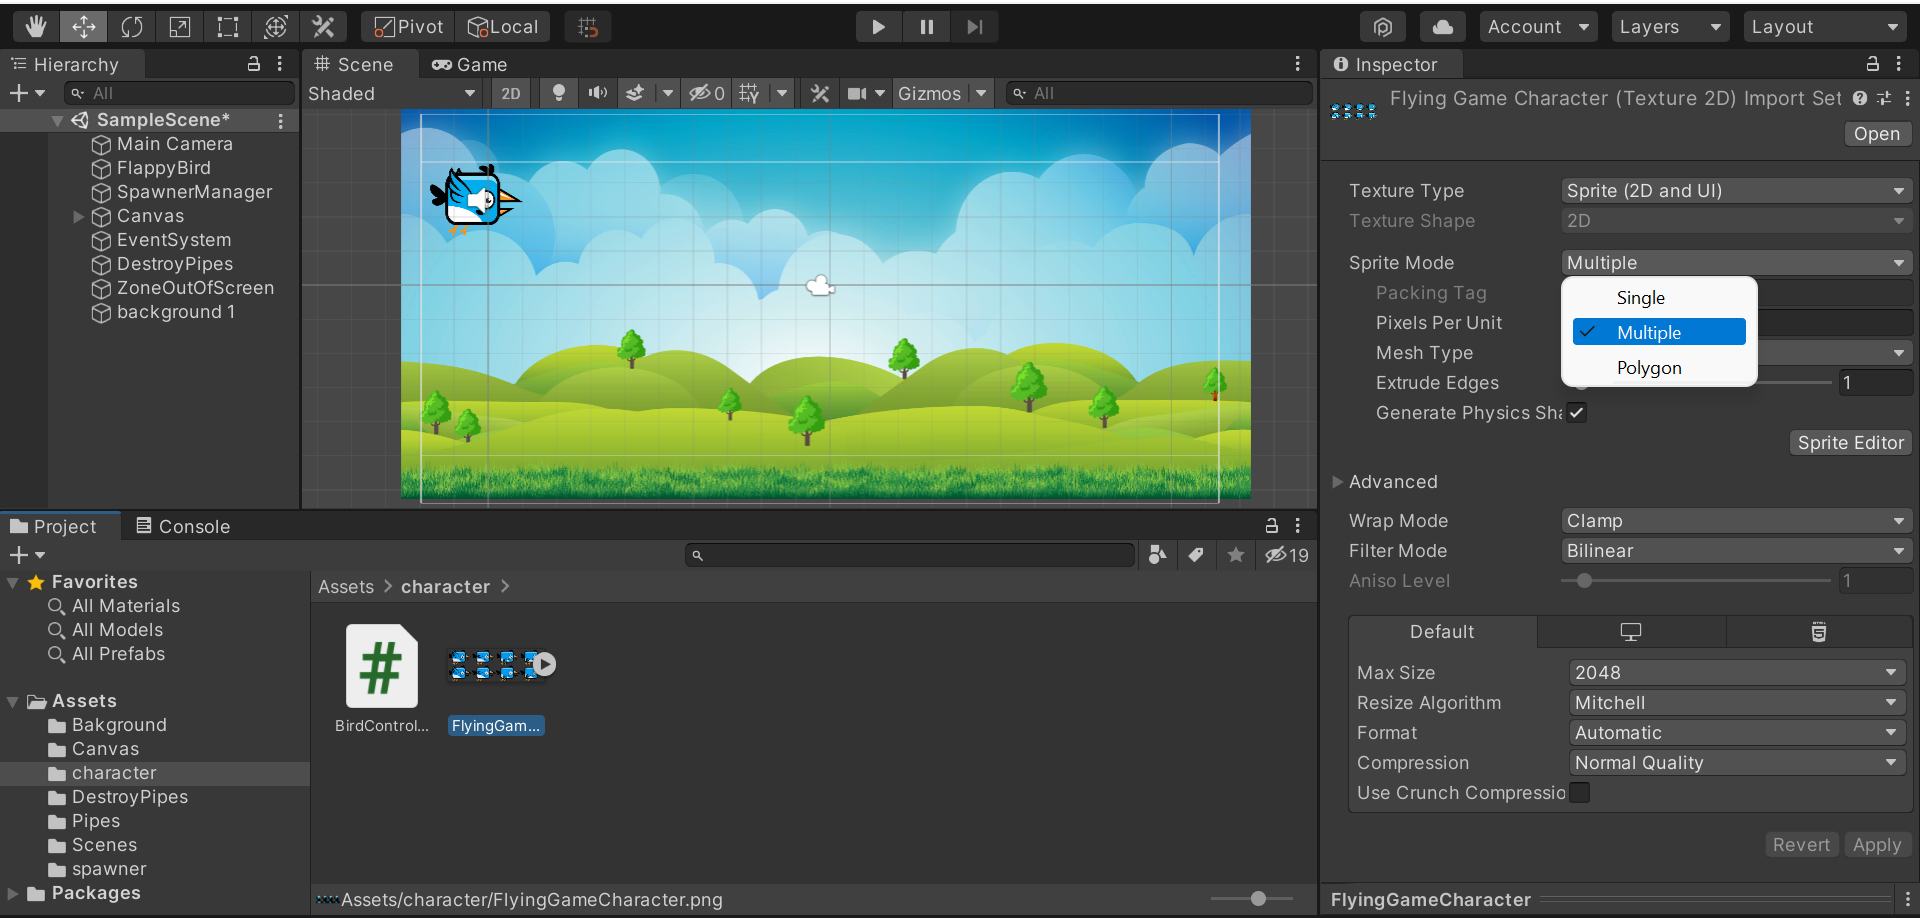 Pivot Local Account Layers Layout
Hierarchy
All
SampleScene*
Main Camera
FlappyBird
SpawnerManager
Canvas
EventSystem
DestroyPipes
ZoneOutOfScreen
background 1
Scene Game
Shaded 2D 0 Gizmos All
Inspector
Flying Game Character (Texture 2D) Import Set
Open
Texture Type Sprite (2D and UI)
Texture Shape 2D
Sprite Mode Multiple
Single
Multiple
Polygon
Packing Tag
Pixels Per Unit
Mesh Type
Extrude Edges 1
Generate Physics Sha
Sprite Editor
Advanced
Wrap Mode Clamp
Filter Mode Bilinear
Aniso Level 1
Default
Max Size 2048
Resize Algorithm Mitchell
Format Automatic
Compression Normal Quality
Use Crunch Compressio
Revert Apply
FlyingGameCharacter
Project Console
19
Favorites
All Materials
All Models
All Prefabs
Assets
Bakground
Canvas
character
DestroyPipes
Pipes
Scenes
spawner
Packages
Assets > character >
#
BirdControl...
FlyingGam...
Assets/character/FlyingGameCharacter.png